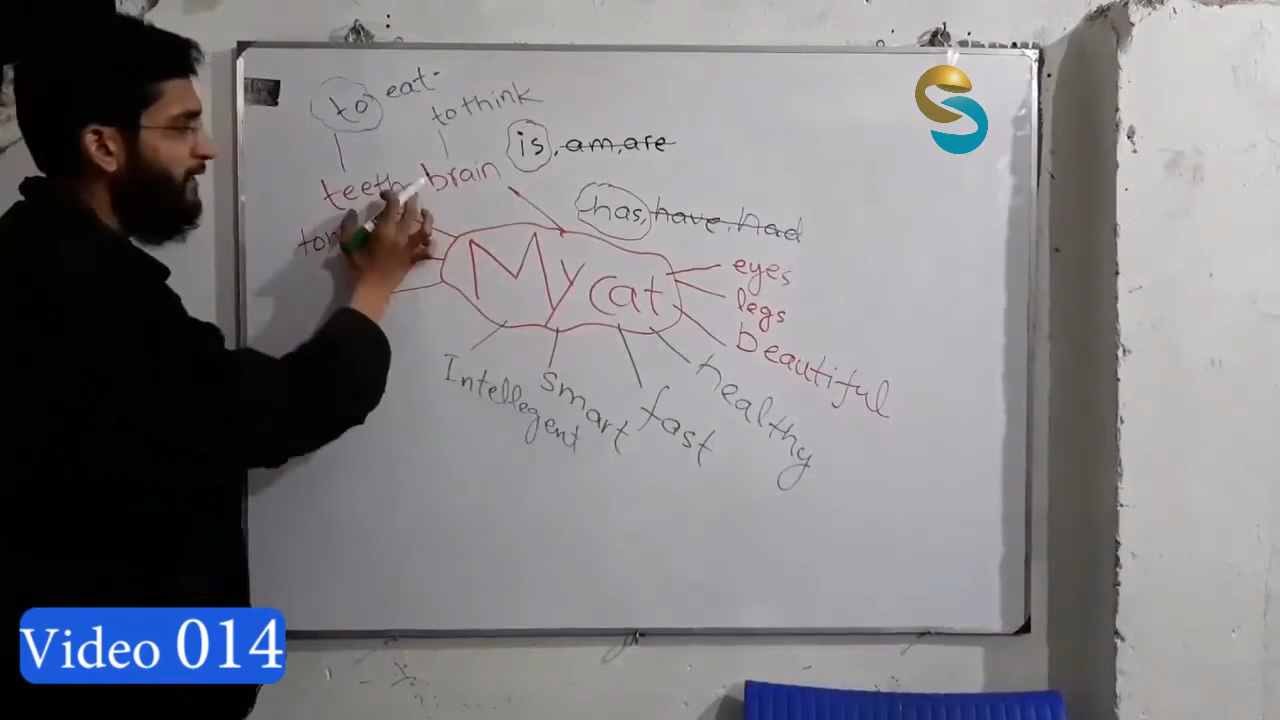 to eat.
to think
is, am, are
teeth brain
has, have, had
My cat
eyes
legs
beautiful
healthy
fast
smart
Intellegent
Video 014